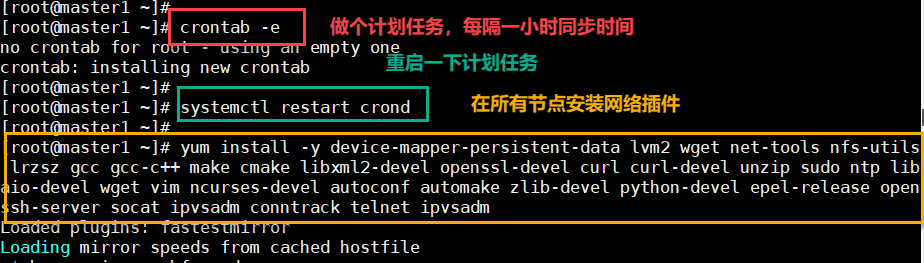 [root@master1 ~]#
[root@master1 ~]# crontab -e 做个计划任务，每隔一小时同步时间
no crontab for root - using an empty one
crontab: installing new crontab 重启一下计划任务
[root@master1 ~]#
[root@master1 ~]# systemctl restart crond 在所有节点安装网络插件
[root@master1 ~]#
[root@master1 ~]# yum install -y device-mapper-persistent-data lvm2 wget net-tools nfs-utils
lrzsz gcc gcc-c++ make cmake libxml2-devel openssl-devel curl curl-devel unzip sudo ntp lib
aio-devel wget vim ncurses-devel autoconf automake zlib-devel python-devel epel-release open
ssh-server socat ipvsadm conntrack telnet ipvsadm
Loaded plugins: fastestmirror
Loading mirror speeds from cached hostfile